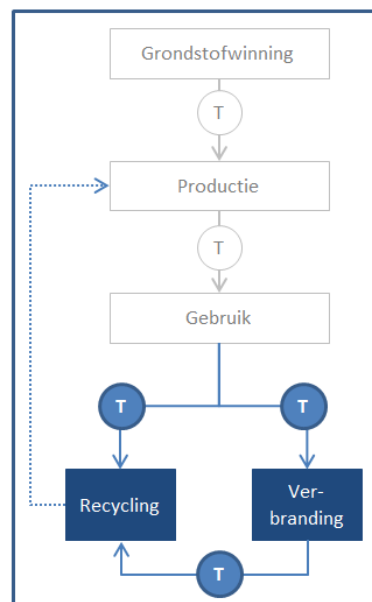 Grondstofwinning
T
Productie
T
Gebruik
T
T
Recycling
Ver-
branding
T